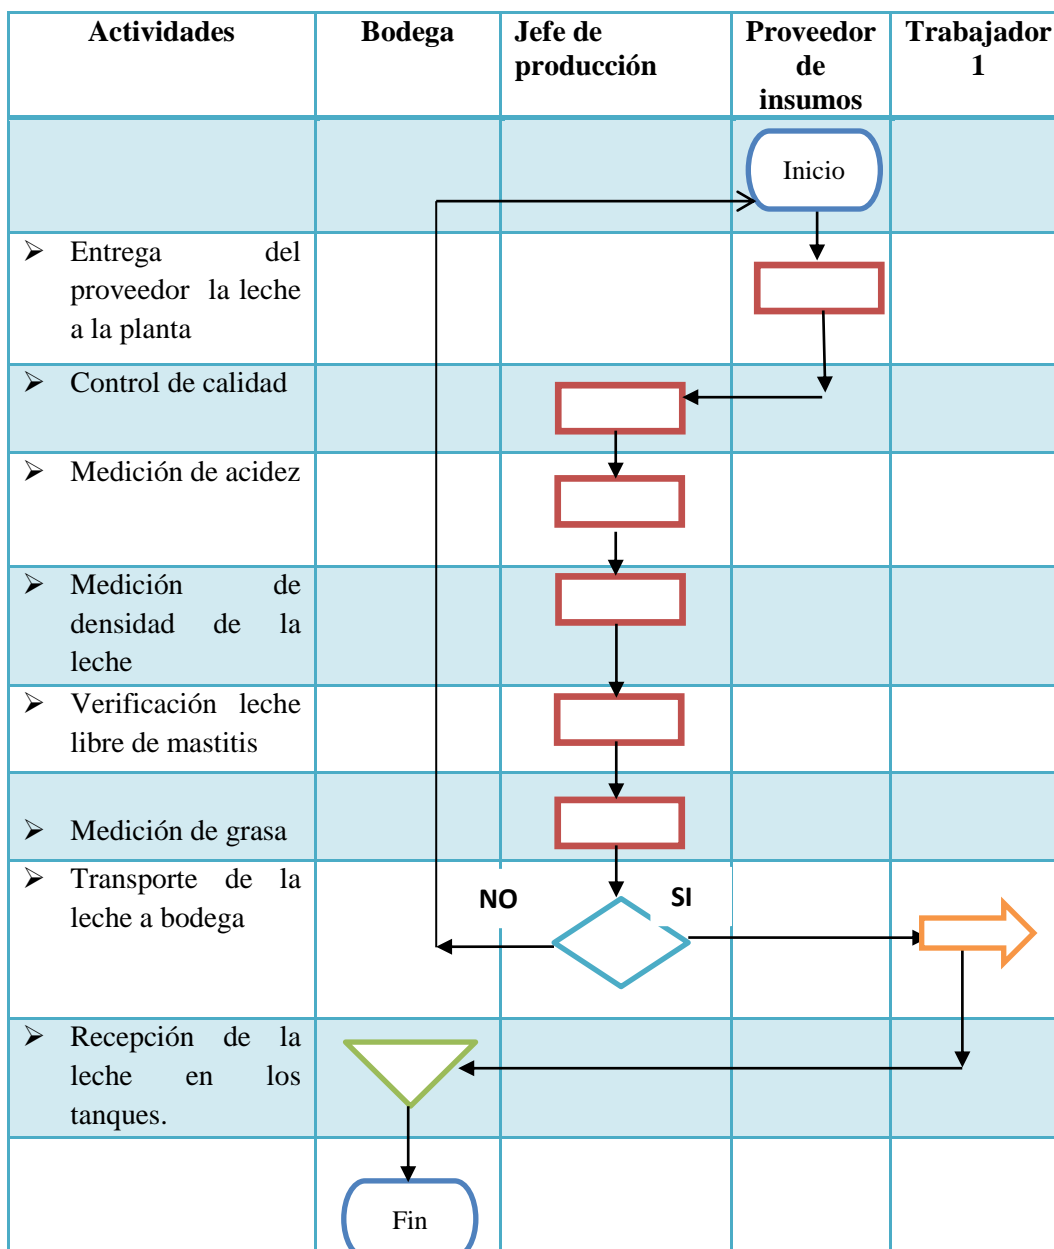 Actividades
Bodega
Jefe de
producción
Proveedor
de
insumos
Trabajador
1
Inicio
➢ Entrega del
proveedor la leche
a la planta
➢ Control de calidad
➢ Medición de acidez
➢ Medición de
densidad de la
leche
➢ Verificación leche
libre de mastitis
➢ Medición de grasa
➢ Transporte de la
leche a bodega
NO
SI
➢ Recepción de la
leche en los
tanques.
Fin